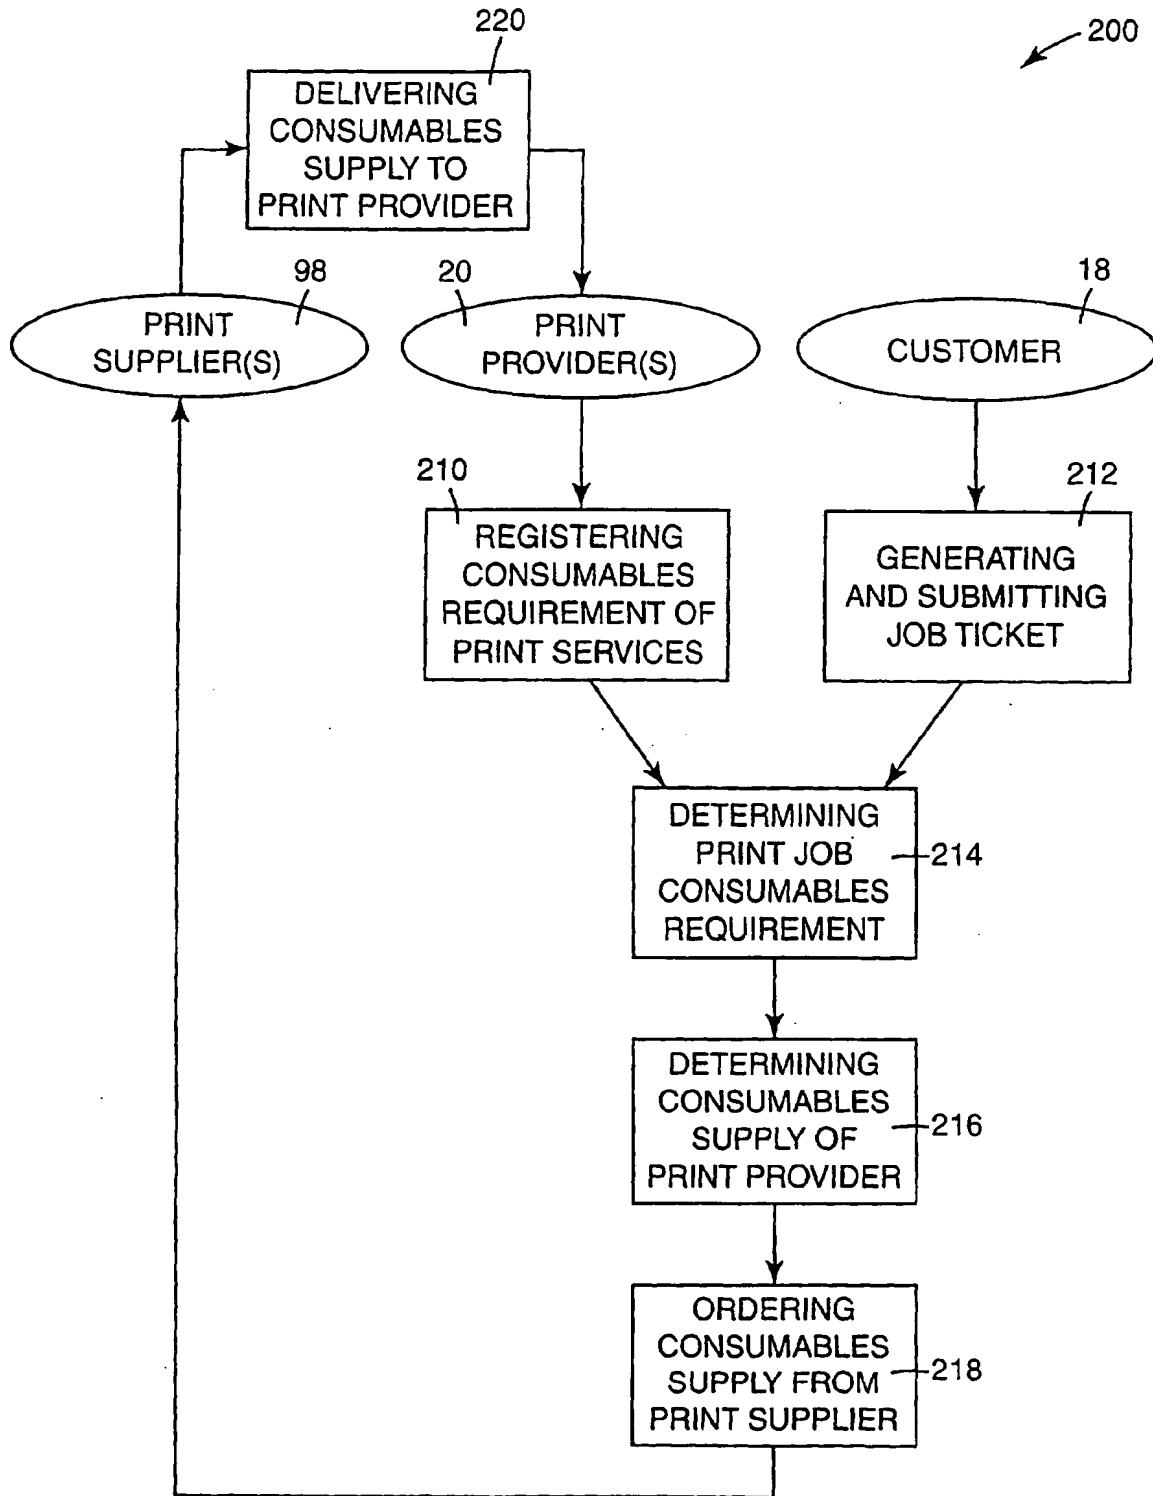 220
200
DELIVERING
CONSUMABLES
SUPPLY TO
PRINT PROVIDER
98
20
18
PRINT
SUPPLIER(S)
PRINT
PROVIDER(S)
CUSTOMER
210
212
REGISTERING
CONSUMABLES
REQUIREMENT OF
PRINT SERVICES
GENERATING
AND SUBMITTING
JOB TICKET
DETERMINING
PRINT JOB
CONSUMABLES
REQUIREMENT
214
DETERMINING
CONSUMABLES
SUPPLY OF
PRINT PROVIDER
216
ORDERING
CONSUMABLES
SUPPLY FROM
PRINT SUPPLIER
218